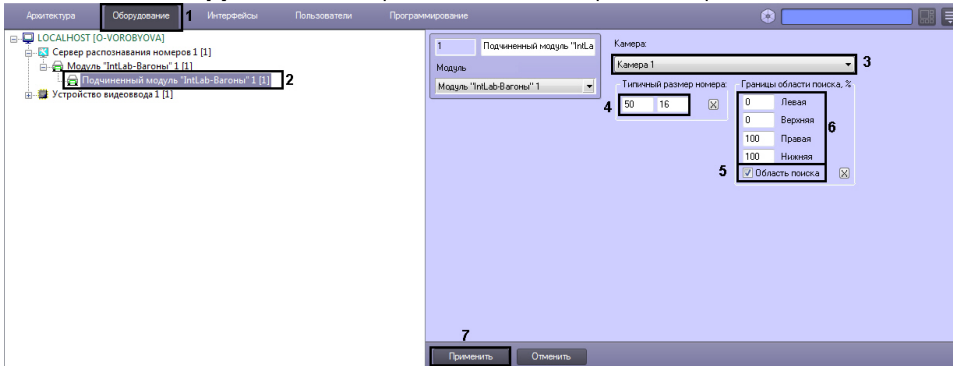 Архитектура Оборудование 1 Интерфейсы Пользователи Программирование
LOCALHOST [O-VOROBYOVA]
Сервер распознавания номеров 1 [1]
Модуль "IntLab-Вагоны" 1 [1]
Подчиненный модуль "IntLab-Вагоны" 1 [1] 2
Устройство видеоввода 1 [1]
1 Подчиненный модуль "IntLa
Модуль
Модуль "IntLab-Вагоны" 1
Камера:
Камера 1 3
Типичный размер номера:
4 50 16 X
Границы области поиска, %
0 Левая
0 Верхняя
6
100 Правая
100 Нижняя
5 Область поиска X
7
Применить Отменить